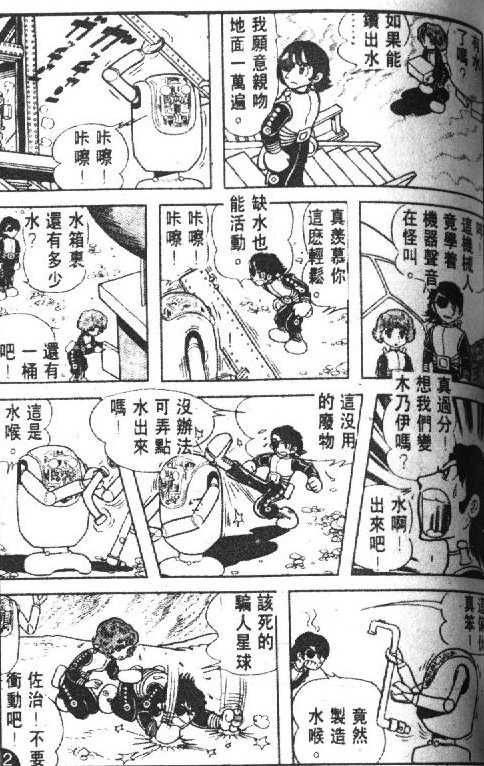 有水
了嗎？
如果能
鑽出水
……
我願意親吻
地面一萬遍。
咔嚓！
咔嚓！
這機械人
竟學着
機器聲音
在怪叫。
真羨慕你
這麽輕鬆。
缺水也
能活動。
咔嚓！
咔嚓！
水箱裏
還有多少
水？
還有
一桶
吧！
真過分！
想我們變
木乃伊嗎？
水啊！
出來吧！
這沒用
的廢物
沒辦法
可弄點
水出來
嗎！
這是
水喉。
真笨
竟然
製造
水喉。
該死的
騙人星球
佐治！不要
衝動吧！
2